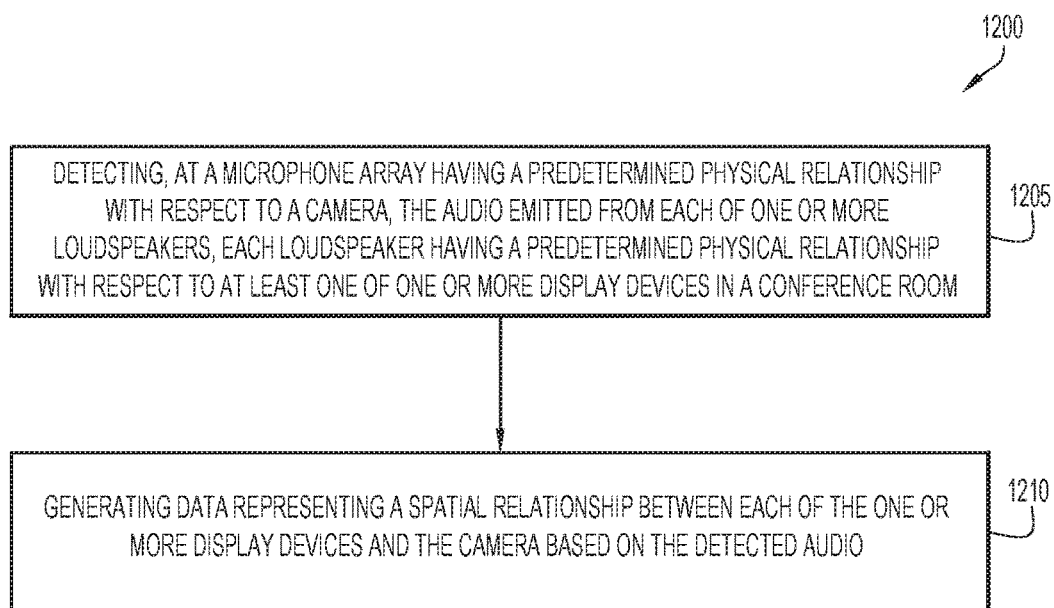 1200
DETECTING, AT A MICROPHONE ARRAY HAVING A PREDETERMINED PHYSICAL RELATIONSHIP
WITH RESPECT TO A CAMERA, THE AUDIO EMITTED FROM EACH OF ONE OR MORE
LOUDSPEAKERS, EACH LOUDSPEAKER HAVING A PREDETERMINED PHYSICAL RELATIONSHIP
WITH RESPECT TO AT LEAST ONE OF ONE OR MORE DISPLAY DEVICES IN A CONFERENCE ROOM
1205
GENERATING DATA REPRESENTING A SPATIAL RELATIONSHIP BETWEEN EACH OF THE ONE OR
MORE DISPLAY DEVICES AND THE CAMERA BASED ON THE DETECTED AUDIO
1210